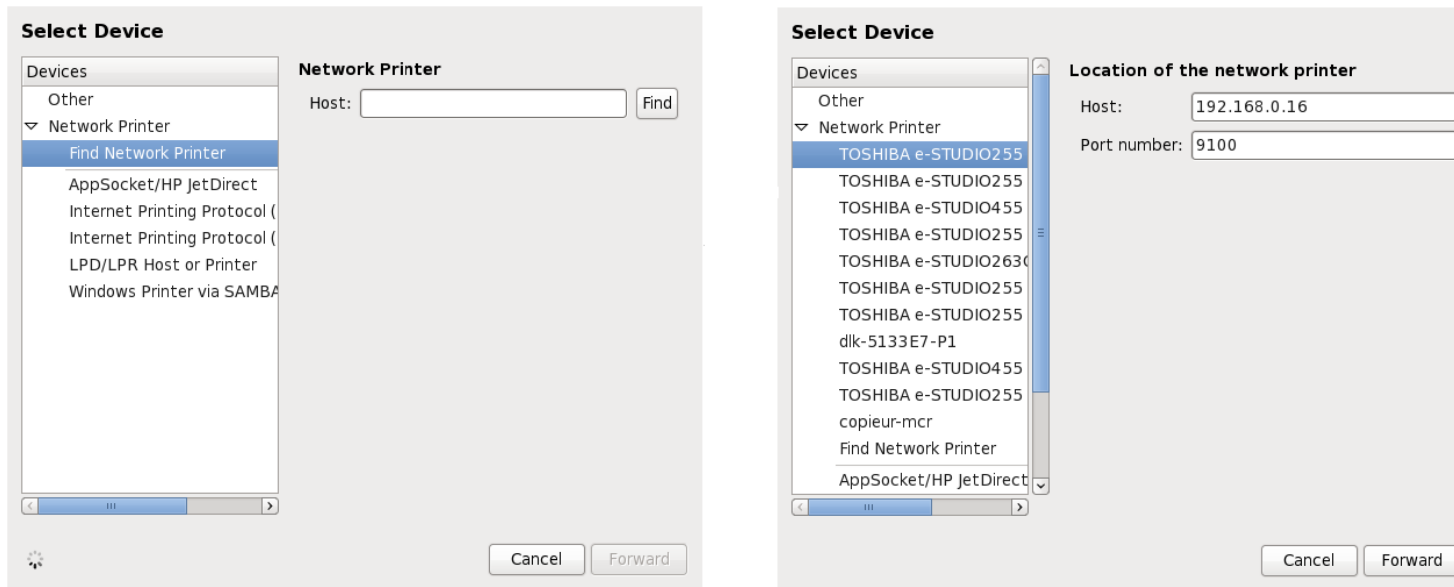 Select Device
Devices
Other
Network Printer
Find Network Printer
AppSocket/HP JetDirect
Internet Printing Protocol (
Internet Printing Protocol (
LPD/LPR Host or Printer
Windows Printer via SAMBA
Network Printer
Host:
Find
Cancel
Forward
Select Device
Devices
Other
Network Printer
TOSHIBA e-STUDIO255
TOSHIBA e-STUDIO255
TOSHIBA e-STUDIO455
TOSHIBA e-STUDIO255
TOSHIBA e-STUDIO263
TOSHIBA e-STUDIO255
TOSHIBA e-STUDIO255
dlk-5133E7-P1
TOSHIBA e-STUDIO455
TOSHIBA e-STUDIO255
copieur-mcr
Find Network Printer
AppSocket/HP JetDirect
Location of the network printer
Host: 192.168.0.16
Port number: 9100
Cancel
Forward